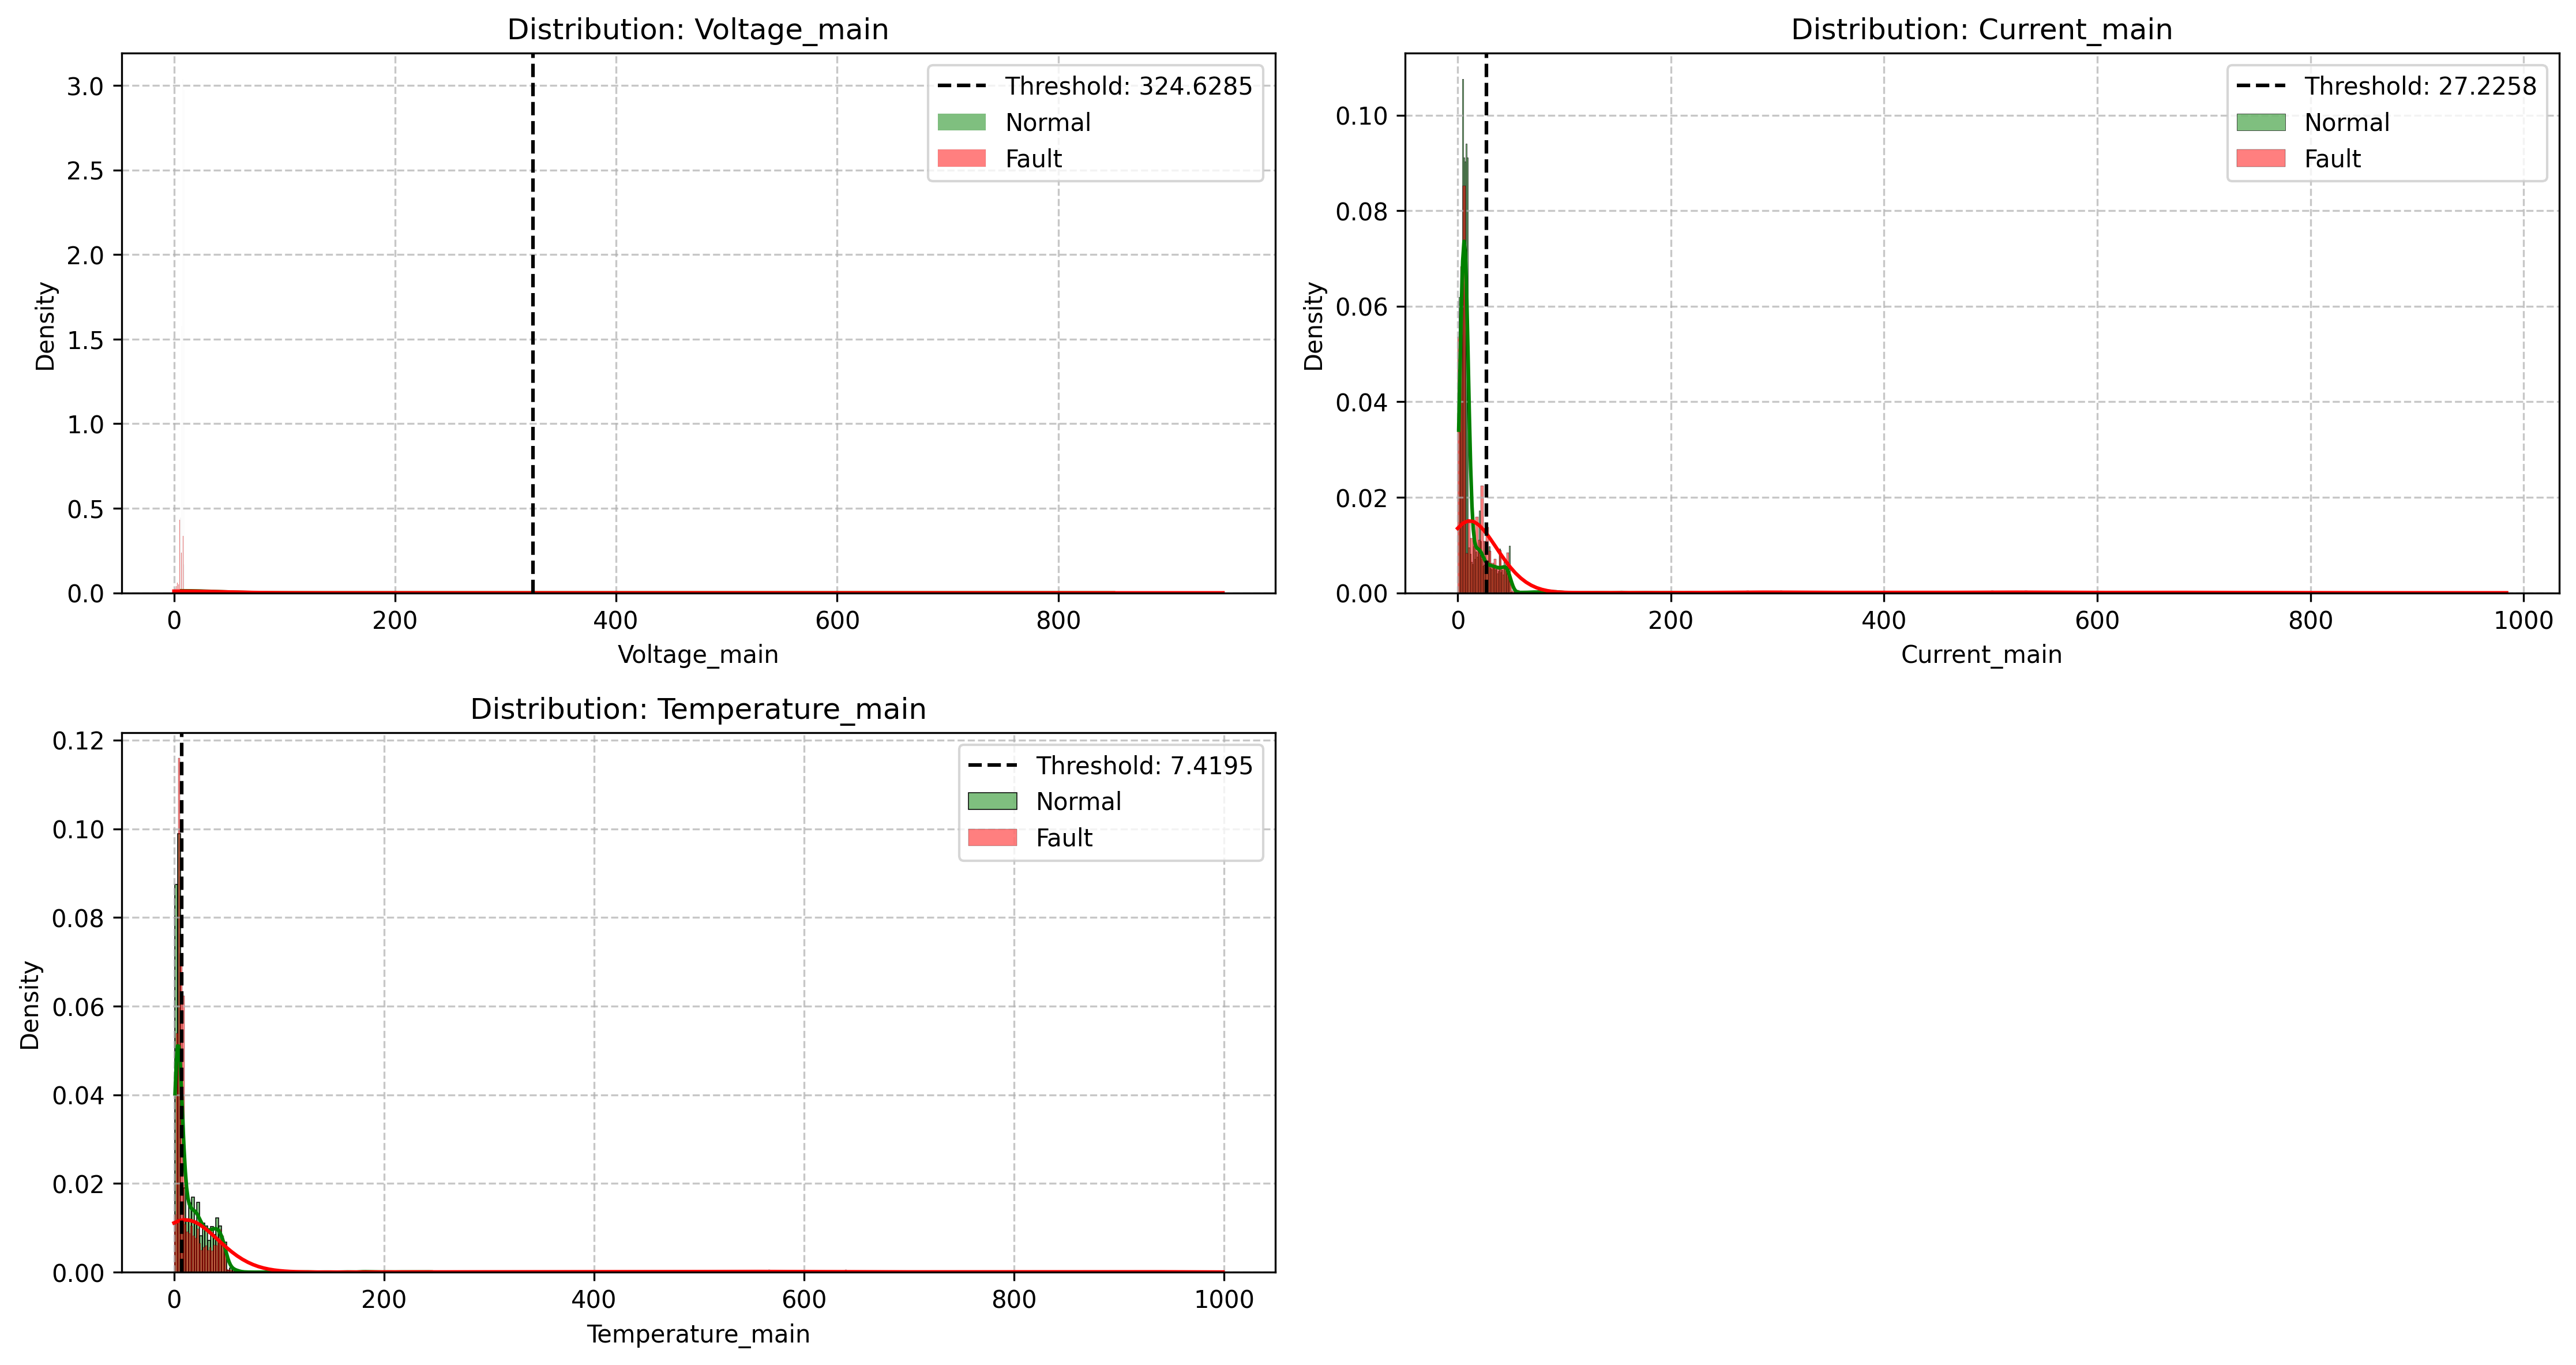 Distribution: Voltage_main
Density
3.0
2.5
2.0
1.5
1.0
0.5
0.0
0 200 400 600 800
Voltage_main
Threshold: 324.6285
Normal
Fault
Distribution: Current_main
Density
0.10
0.08
0.06
0.04
0.02
0.00
0 200 400 600 800 1000
Current_main
Threshold: 27.2258
Normal
Fault
Distribution: Temperature_main
Density
0.12
0.10
0.08
0.06
0.04
0.02
0.00
0 200 400 600 800 1000
Temperature_main
Threshold: 7.4195
Normal
Fault